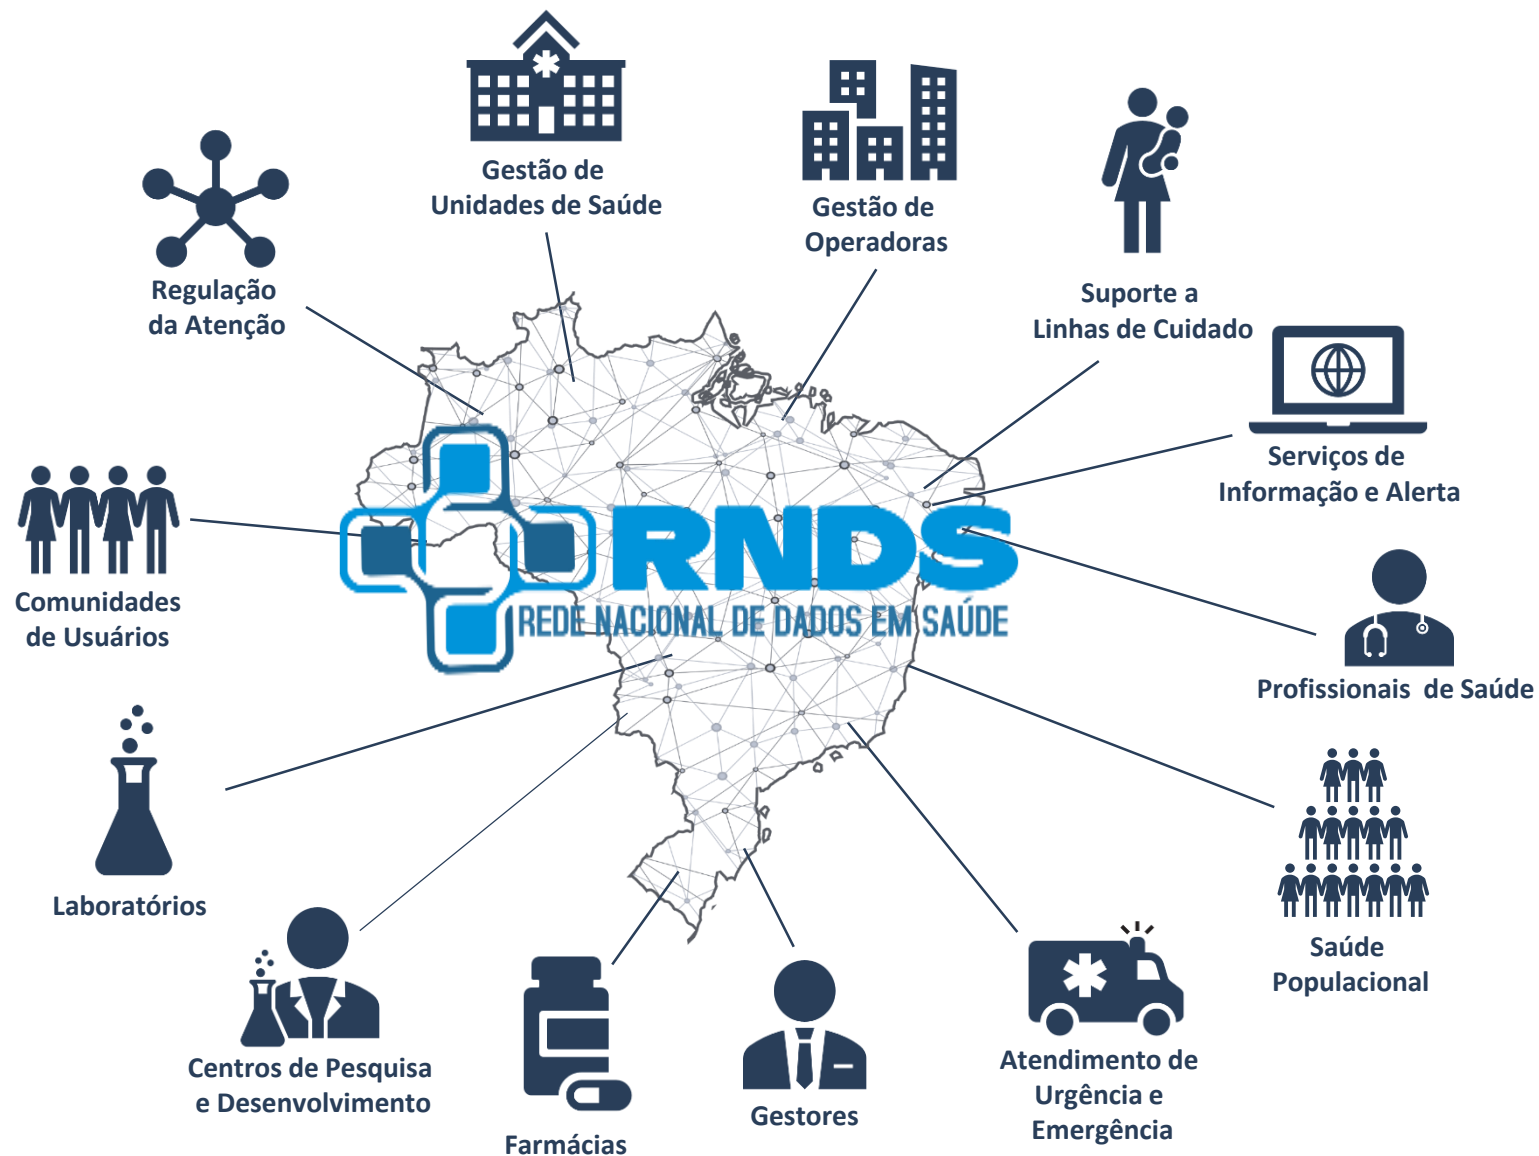 Gestão de
Unidades de Saúde
Gestão de
Operadoras
Suporte a
Linhas de Cuidado
Regulação
da Atenção
Serviços de
Informação e Alerta
Comunidades
de Usuários
RNDS
REDE NACIONAL DE DADOS EM SAÚDE
Profissionais de Saúde
Laboratórios
Saúde
Populacional
Centros de Pesquisa
e Desenvolvimento
Farmácias
Gestores
Atendimento de
Urgência e
Emergência